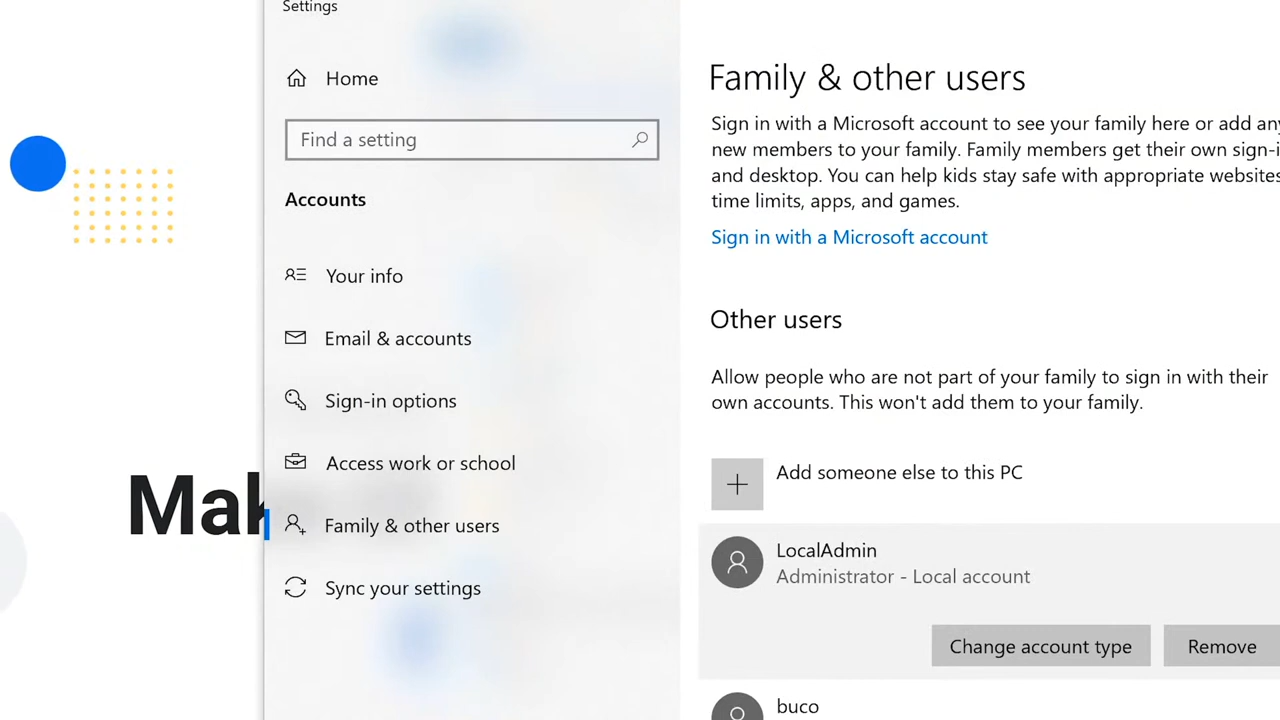 Settings
Home
Find a setting
Accounts
Your info
Email & accounts
Sign-in options
Access work or school
Family & other users
Sync your settings
Mak
Family & other users
Sign in with a Microsoft account to see your family here or add any
new members to your family. Family members get their own sign-i
and desktop. You can help kids stay safe with appropriate websites
time limits, apps, and games.
Sign in with a Microsoft account
Other users
Allow people who are not part of your family to sign in with their
own accounts. This won't add them to your family.
Add someone else to this PC
LocalAdmin
Administrator - Local account
Change account type
Remove
buco